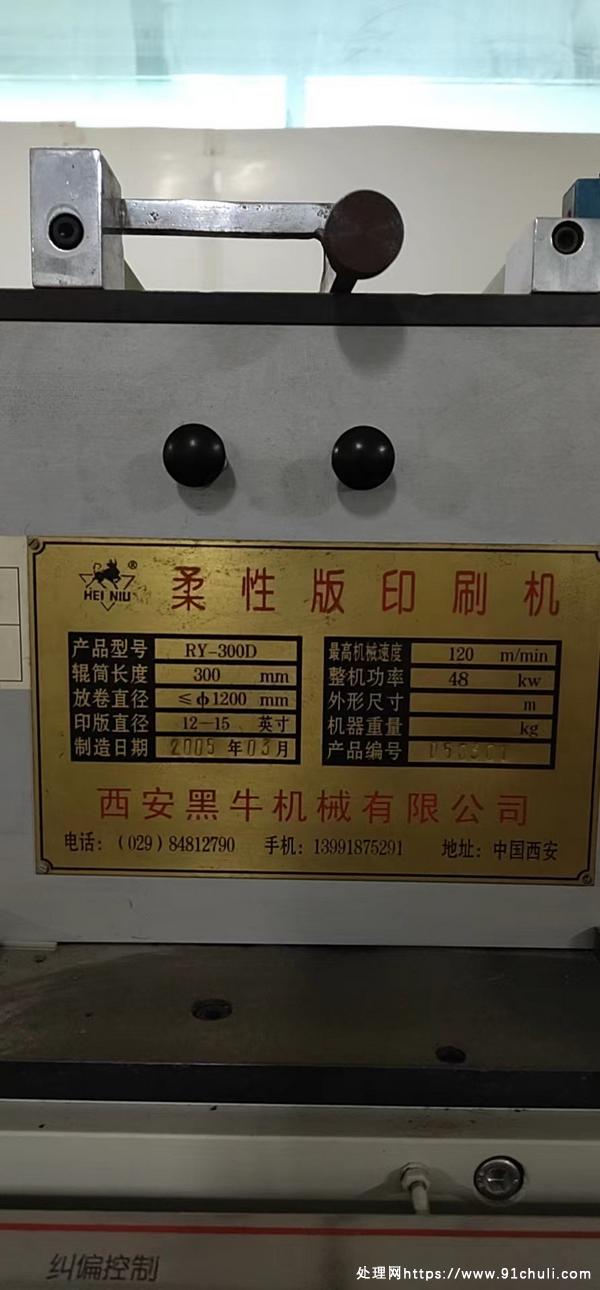 HEI NIU ®
柔性版印刷机
产品型号 RY-300D
辊筒长度 300 mm
放卷直径 ≤ф1200 mm
印版直径 12—15 英寸
制造日期 2005 年 03 月
最高机械速度 120 m/min
整机功率 48 kw
外形尺寸 m
机器重量 kg
产品编号
西安黑牛机械有限公司
电话：（029）84812790 手机：13991875291 地址：中国西安
纠偏控制
处理网https://www.91chuli.com